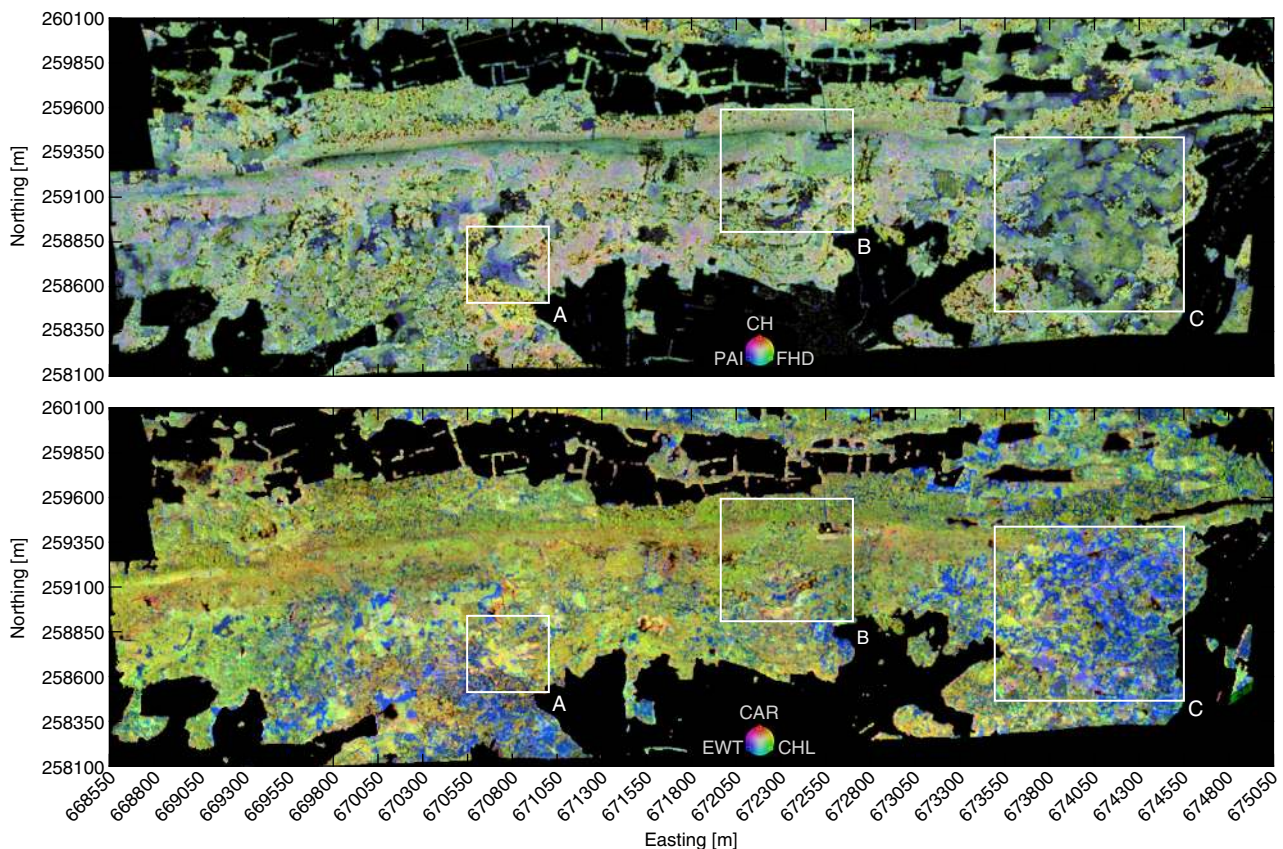 260100
259850
259600
259350
259100
258850
258600
258350
258100
Northing [m]
A
B
C
CH
PAI FHD
260100
259850
259600
259350
259100
258850
258600
258350
258100
Northing [m]
A
B
C
CAR
EWT CHL
668550 668800 669050 669300 669550 669800 670050 670300 670550 670800 671050 671300 671550 671800 672050 672300 672550 672800 673050 673300 673550 673800 674050 674300 674550 674800 675050
Easting [m]